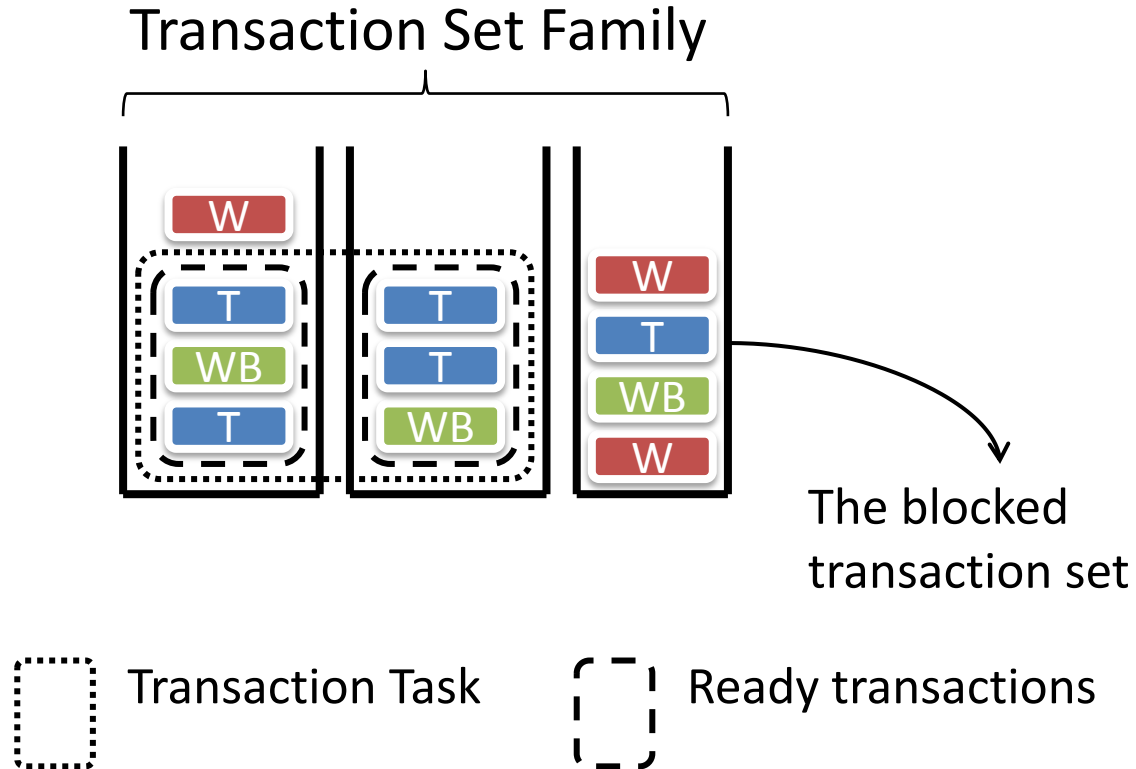 Transaction Set Family
W
T
WB
T
T
T
WB
W
T
WB
W
The blocked
transaction set
Transaction Task
Ready transactions